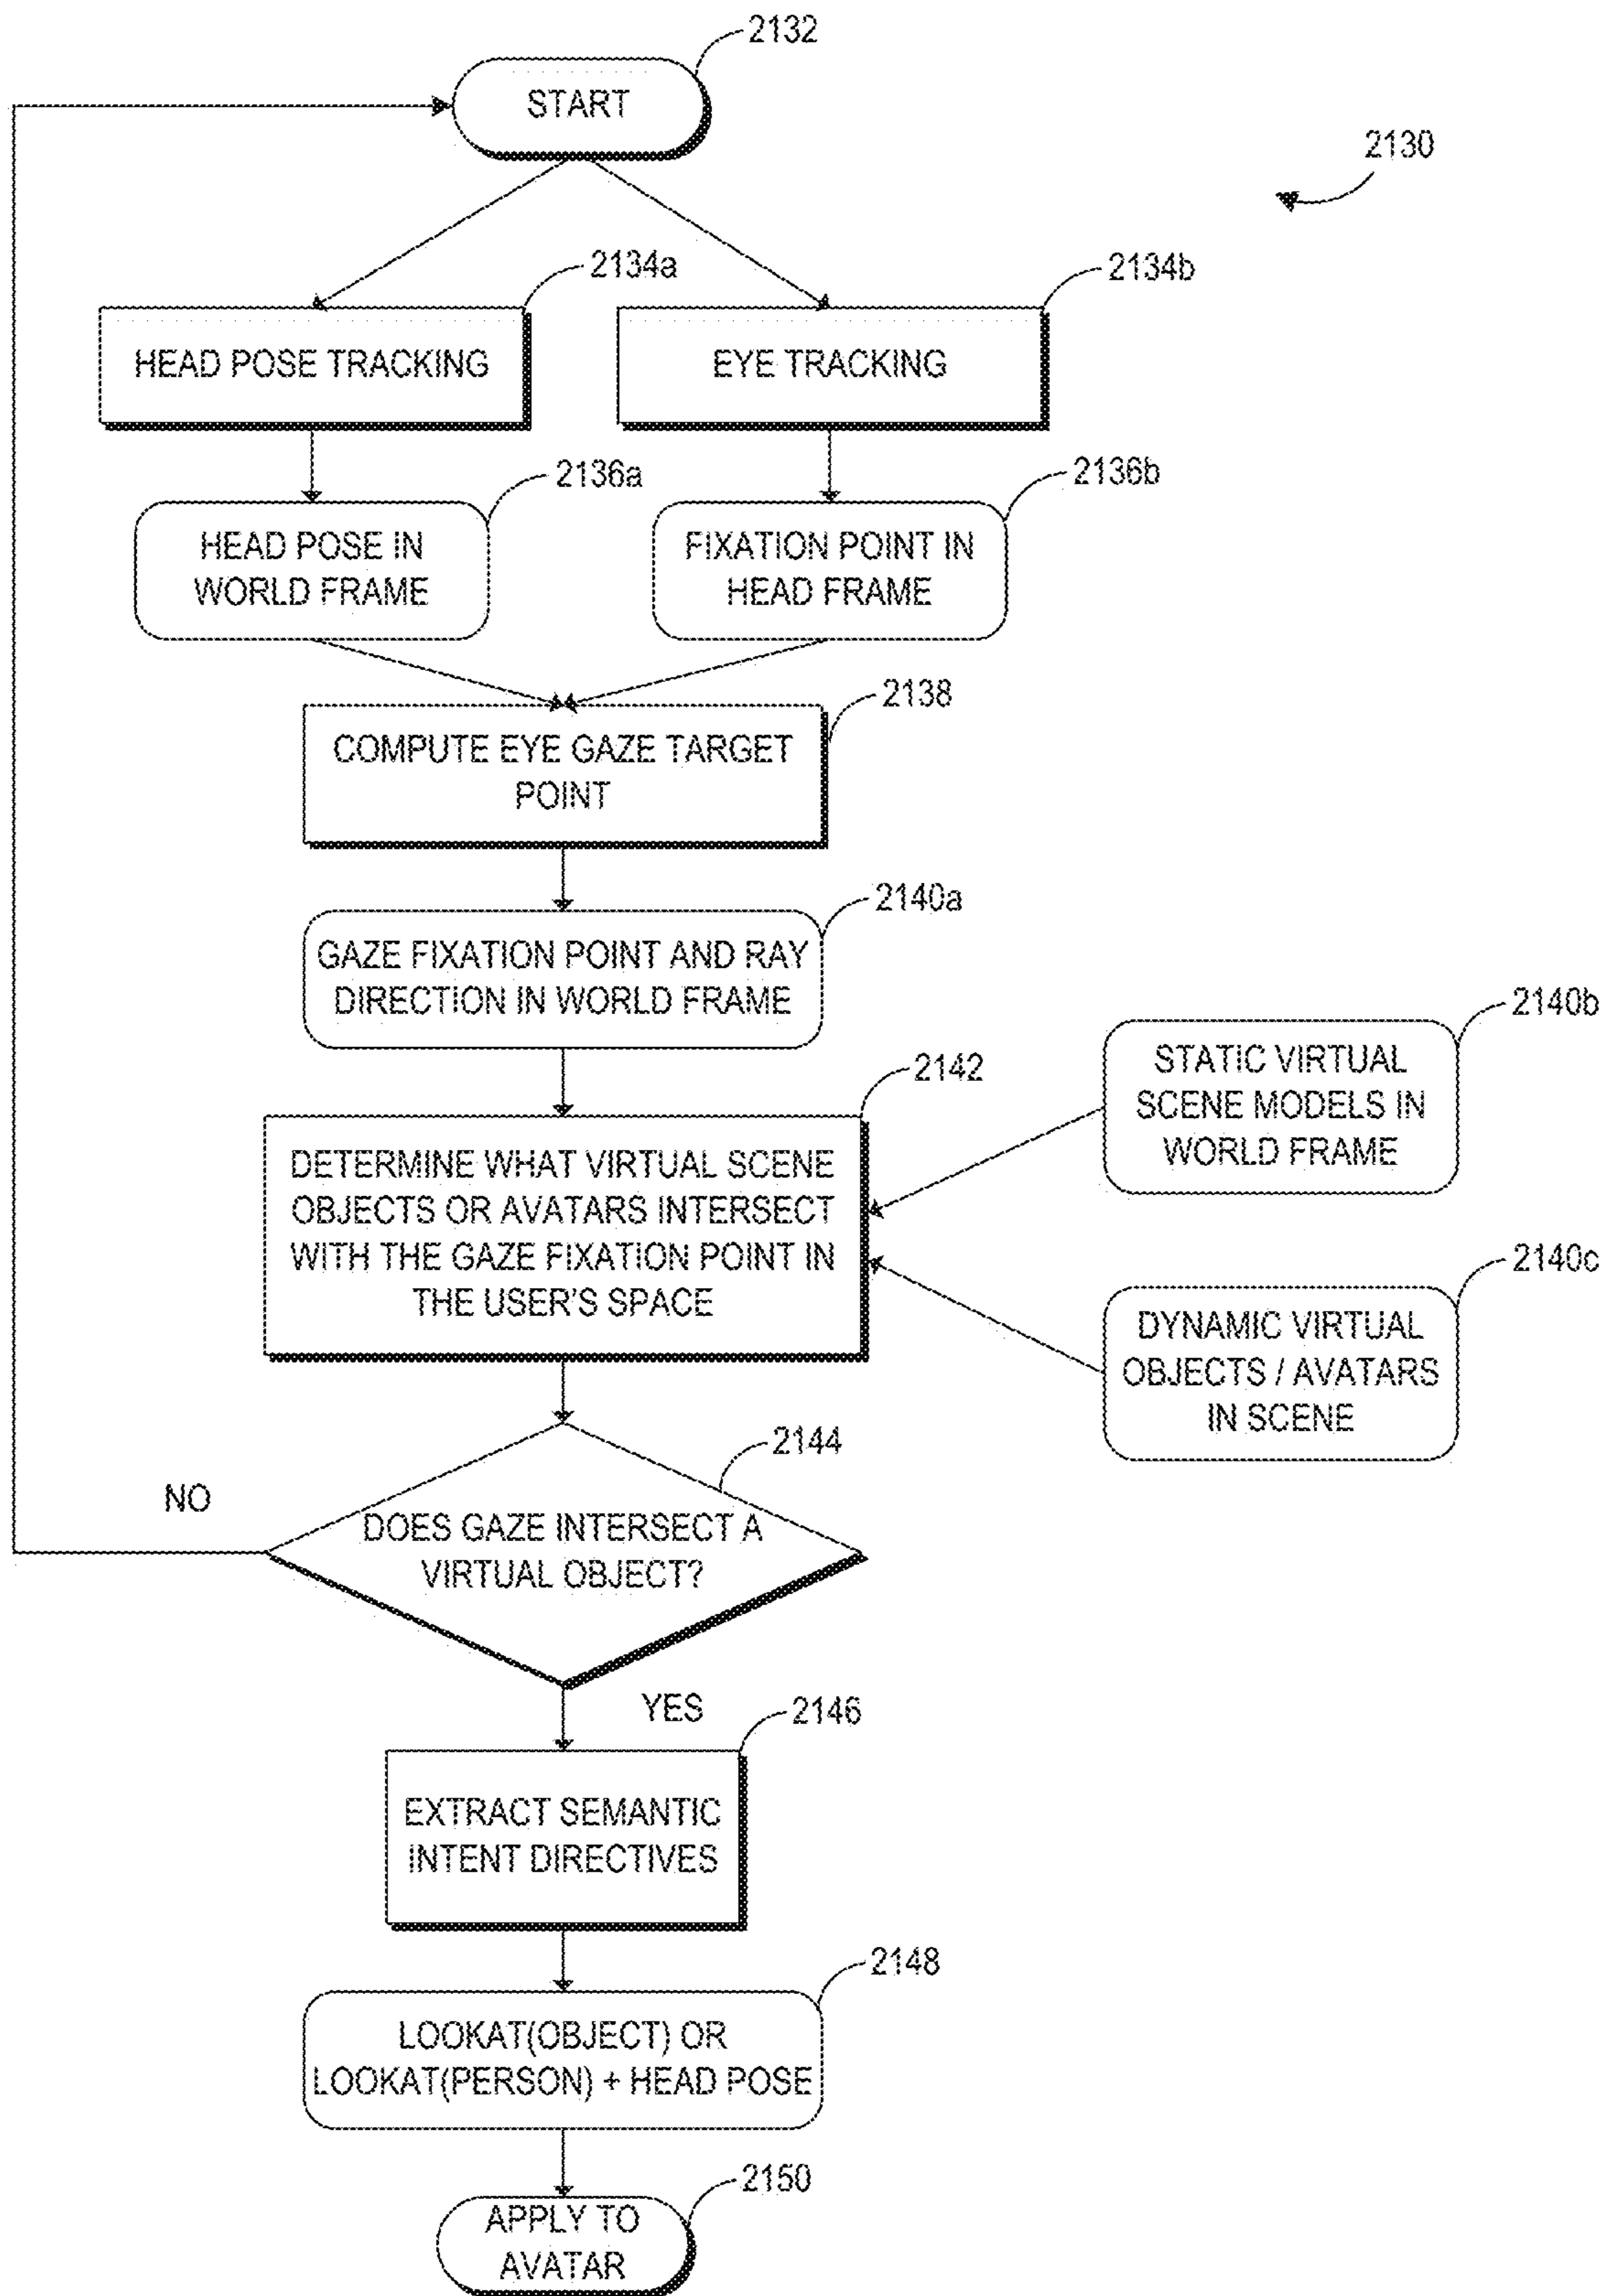 2132
START
2130
2134a
2134b
HEAD POSE TRACKING
EYE TRACKING
2136a
2136b
HEAD POSE IN
WORLD FRAME
FIXATION POINT IN
HEAD FRAME
2138
COMPUTE EYE GAZE TARGET
POINT
2140a
GAZE FIXATION POINT AND RAY
DIRECTION IN WORLD FRAME
2140b
STATIC VIRTUAL
SCENE MODELS IN
WORLD FRAME
2142
DETERMINE WHAT VIRTUAL SCENE
OBJECTS OR AVATARS INTERSECT
WITH THE GAZE FIXATION POINT IN
THE USER'S SPACE
2140c
DYNAMIC VIRTUAL
OBJECTS / AVATARS
IN SCENE
2144
NO
DOES GAZE INTERSECT A
VIRTUAL OBJECT?
YES
2146
EXTRACT SEMANTIC
INTENT DIRECTIVES
2148
LOOKAT(OBJECT) OR
LOOKAT(PERSON) + HEAD POSE
2150
APPLY TO
AVATAR